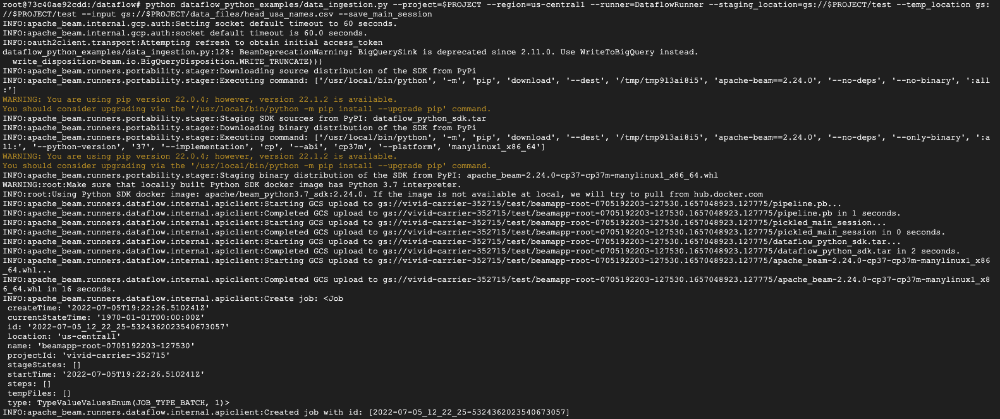 root@73c40ae92cdd:/dataflow# python dataflow_python_examples/data_ingestion.py --project=$PROJECT --region=us-central1 --runner=DataflowRunner --staging_location=gs://$PROJECT/test --temp_location gs:
//$PROJECT/test --input gs://$PROJECT/data_files/head_usa_names.csv --save_main_session
INFO:apache_beam.internal.gcp.auth:Setting socket default timeout to 60 seconds.
INFO:apache_beam.internal.gcp.auth:socket default timeout is 60.0 seconds.
INFO:oauth2client.transport:Attempting refresh to obtain initial access_token
dataflow_python_examples/data_ingestion.py:128: BeamDeprecationWarning: BigQuerySink is deprecated since 2.11.0. Use WriteToBigQuery instead.
  write_disposition=beam.io.BigQueryDisposition.WRITE_TRUNCATE)))
INFO:apache_beam.runners.portability.stager:Downloading source distribution of the SDK from PyPi
INFO:apache_beam.runners.portability.stager:Executing command: ['/usr/local/bin/python', '-m', 'pip', 'download', '--dest', '/tmp/tmp9l3ai8i5', 'apache-beam==2.24.0', '--no-deps', '--no-binary', ':all
:']
WARNING: You are using pip version 22.0.4; however, version 22.1.2 is available.
You should consider upgrading via the '/usr/local/bin/python -m pip install --upgrade pip' command.
INFO:apache_beam.runners.portability.stager:Staging SDK sources from PyPI: dataflow_python_sdk.tar
INFO:apache_beam.runners.portability.stager:Downloading binary distribution of the SDK from PyPi
INFO:apache_beam.runners.portability.stager:Executing command: ['/usr/local/bin/python', '-m', 'pip', 'download', '--dest', '/tmp/tmp9l3ai8i5', 'apache-beam==2.24.0', '--no-deps', '--only-binary', ':a
ll:', '--python-version', '37', '--implementation', 'cp', '--abi', 'cp37m', '--platform', 'manylinux1_x86_64']
WARNING: You are using pip version 22.0.4; however, version 22.1.2 is available.
You should consider upgrading via the '/usr/local/bin/python -m pip install --upgrade pip' command.
INFO:apache_beam.runners.portability.stager:Staging binary distribution of the SDK from PyPI: apache_beam-2.24.0-cp37-cp37m-manylinux1_x86_64.whl
WARNING:root:Make sure that locally built Python SDK docker image has Python 3.7 interpreter.
INFO:root:Using Python SDK docker image: apache/beam_python3.7_sdk:2.24.0. If the image is not available at local, we will try to pull from hub.docker.com
INFO:apache_beam.runners.dataflow.internal.apiclient:Starting GCS upload to gs://vivid-carrier-352715/test/beamapp-root-0705192203-127530.1657048923.127775/pipeline.pb...
INFO:apache_beam.runners.dataflow.internal.apiclient:Completed GCS upload to gs://vivid-carrier-352715/test/beamapp-root-0705192203-127530.1657048923.127775/pipeline.pb in 1 seconds.
INFO:apache_beam.runners.dataflow.internal.apiclient:Starting GCS upload to gs://vivid-carrier-352715/test/beamapp-root-0705192203-127530.1657048923.127775/pickled_main_session...
INFO:apache_beam.runners.dataflow.internal.apiclient:Completed GCS upload to gs://vivid-carrier-352715/test/beamapp-root-0705192203-127530.1657048923.127775/pickled_main_session in 0 seconds.
INFO:apache_beam.runners.dataflow.internal.apiclient:Starting GCS upload to gs://vivid-carrier-352715/test/beamapp-root-0705192203-127530.1657048923.127775/dataflow_python_sdk.tar...
INFO:apache_beam.runners.dataflow.internal.apiclient:Completed GCS upload to gs://vivid-carrier-352715/test/beamapp-root-0705192203-127530.1657048923.127775/dataflow_python_sdk.tar in 2 seconds.
INFO:apache_beam.runners.dataflow.internal.apiclient:Starting GCS upload to gs://vivid-carrier-352715/test/beamapp-root-0705192203-127530.1657048923.127775/apache_beam-2.24.0-cp37-cp37m-manylinux1_x86
_64.whl...
INFO:apache_beam.runners.dataflow.internal.apiclient:Completed GCS upload to gs://vivid-carrier-352715/test/beamapp-root-0705192203-127530.1657048923.127775/apache_beam-2.24.0-cp37-cp37m-manylinux1_x8
6_64.whl in 16 seconds.
INFO:apache_beam.runners.dataflow.internal.apiclient:Create job: <Job
 createTime: '2022-07-05T19:22:26.510241Z'
 currentStateTime: '1970-01-01T00:00:00Z'
 id: '2022-07-05_12_22_25-5324362023540673057'
 location: 'us-central1'
 name: 'beamapp-root-0705192203-127530'
 projectId: 'vivid-carrier-352715'
 stageStates: []
 startTime: '2022-07-05T19:22:26.510241Z'
 steps: []
 tempFiles: []
 type: TypeValueValuesEnum(JOB_TYPE_BATCH, 1)>
INFO:apache_beam.runners.dataflow.internal.apiclient:Created job with id: [2022-07-05_12_22_25-5324362023540673057]